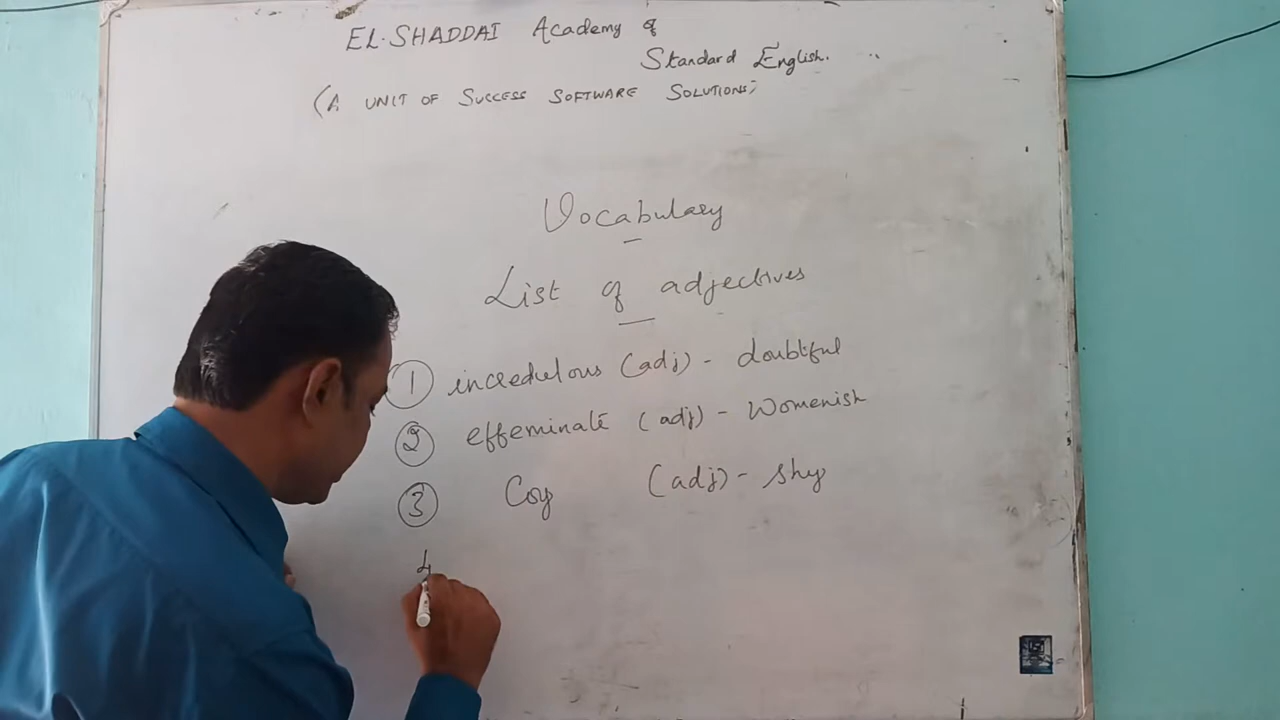 EL-SHADDAI Academy of
Standard English.
(A UNIT OF SUCCESS SOFTWARE SOLUTIONS)
Vocabulary
List of adjectives
1 incredulous (adj) - doubtful
2 effeminate (adj) - Womenish
3 Coy (adj) - shy
4